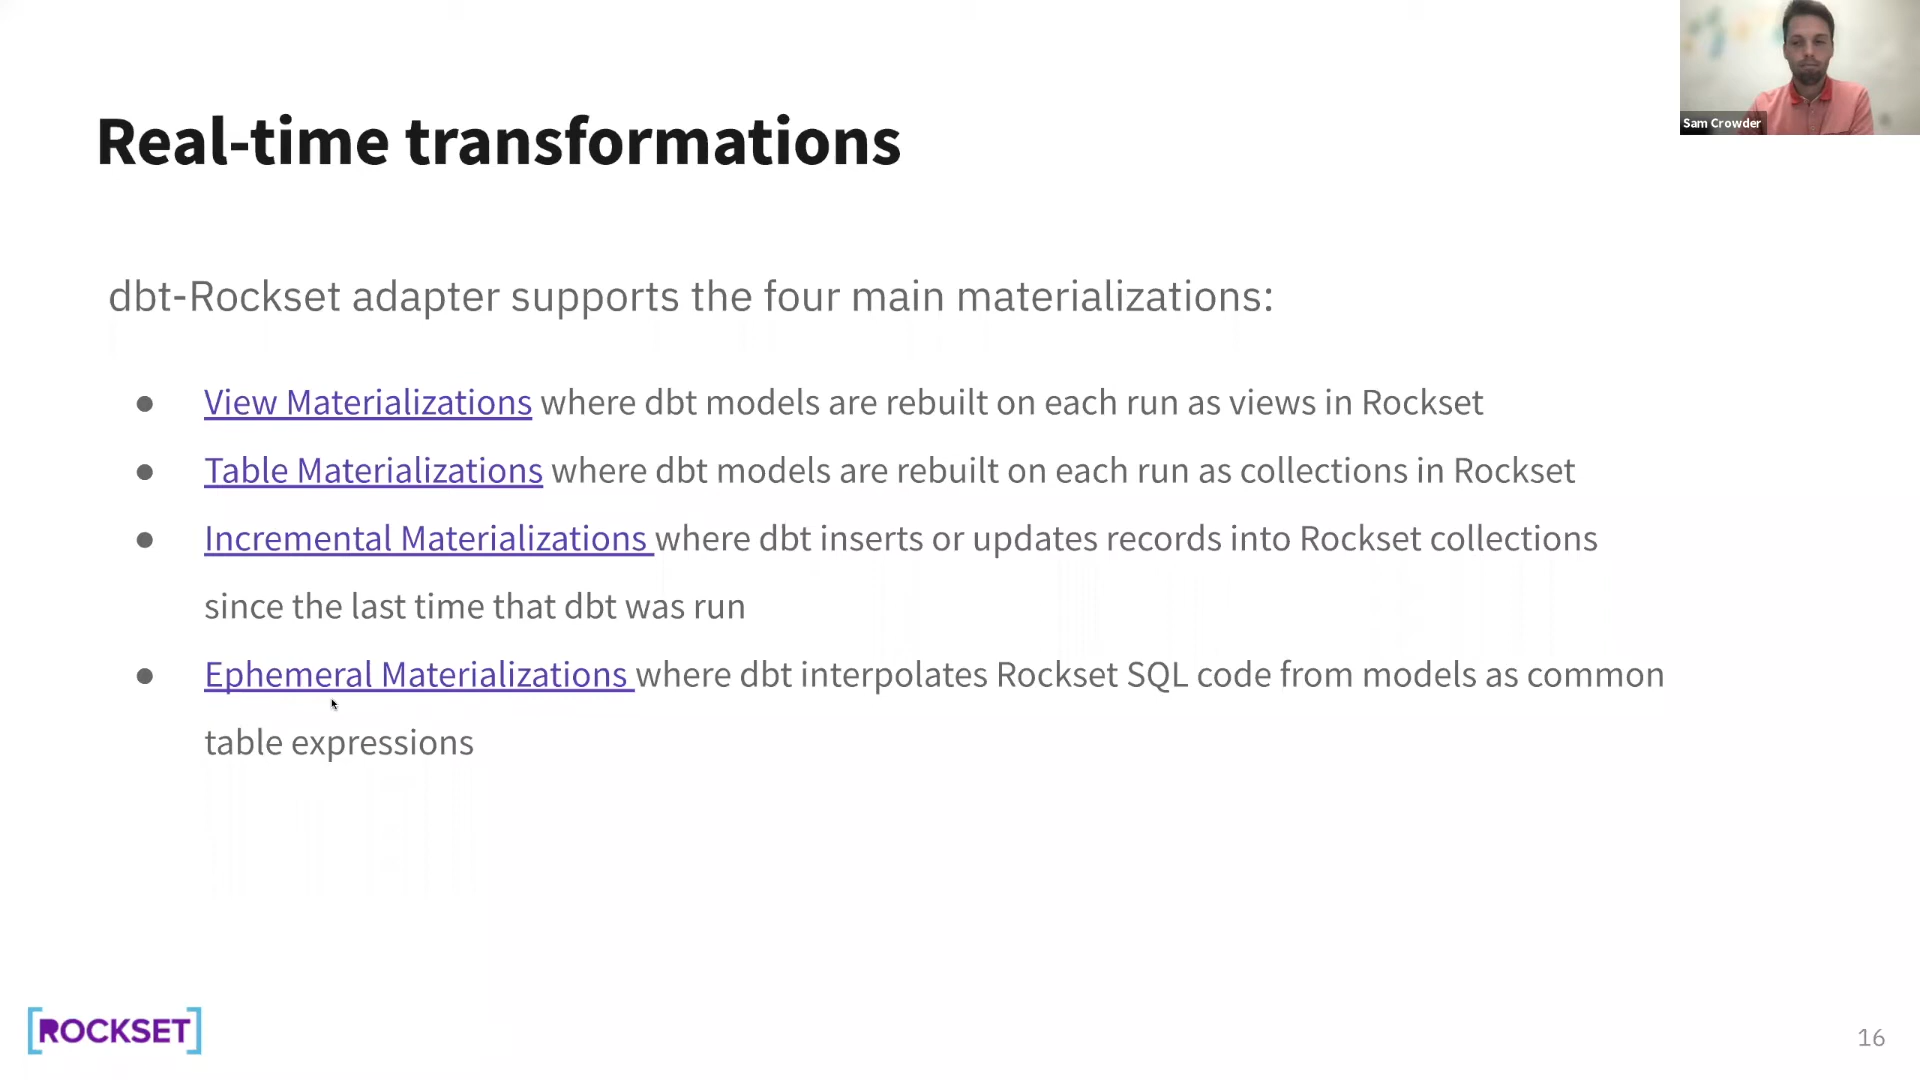 Sam Crowder
Real-time transformations
dbt-Rockset adapter supports the four main materializations:
● View Materializations where dbt models are rebuilt on each run as views in Rockset
● Table Materializations where dbt models are rebuilt on each run as collections in Rockset
● Incremental Materializations where dbt inserts or updates records into Rockset collections
since the last time that dbt was run
● Ephemeral Materializations where dbt interpolates Rockset SQL code from models as common
table expressions
[ROCKSET]
16